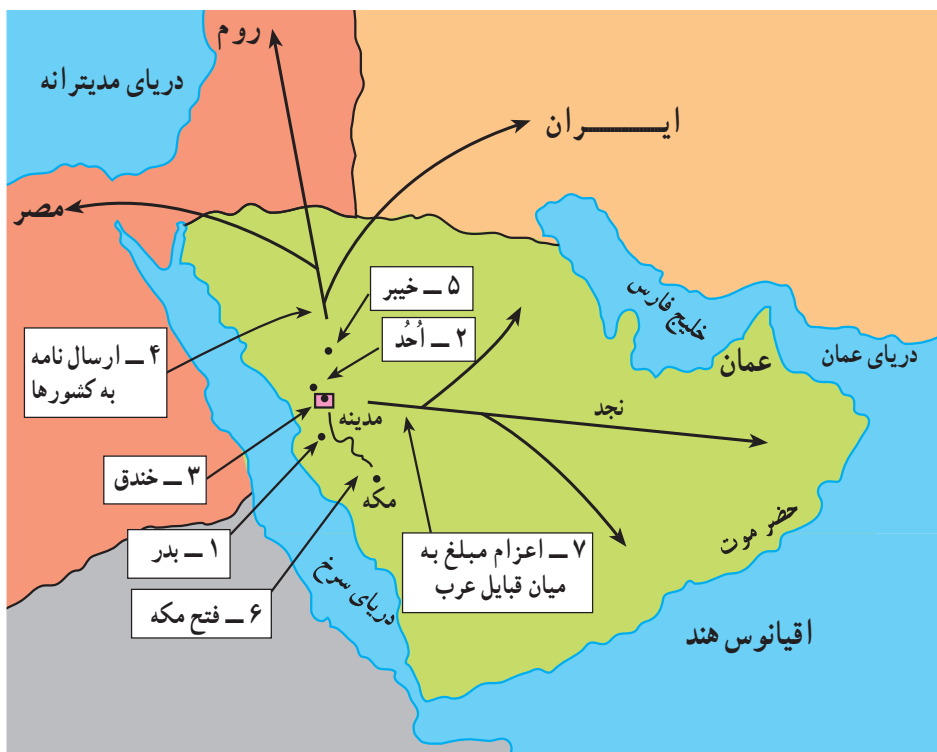 روم
دریای مدیترانه
ایـــــــران
مصر
۵ ــ خیبر
خلیج فارس
۲ ــ اُحُد
۴ ــ ارسال نامه
به کشورها
عمان
دریای عمان
نجد
مدینه
۳ ــ خندق
مکه
حضر موت
۱ ــ بدر
۷ ــ اعزام مبلغ به
میان قبایل عرب
دریای سرخ
۶ ــ فتح مکه
اقیانوس هند